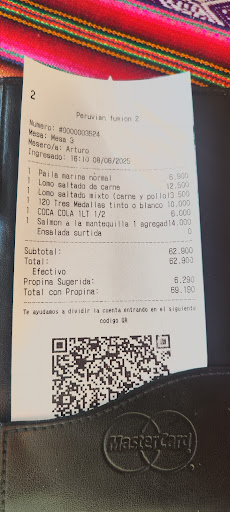 2
Peruvian fumion 2
Numero: #0000003524
Mesa: Mesa 3
Mesero/a: Arturo
Ingresado: 16:10 09/06/2025
1 Paila marina normal 6.900
1 Lomo saltado de carne 12.500
1 Lomo saltado mixto (carne y pollo) 13.500
1 120 Tres Medallas tinto o blanco 10.000
1 COCA COLA 1LT 1/2 6.000
1 Salmon a la mantequilla 1 agregad 14.000
Ensalada surtida 0
Subtotal: 62.900
Total: 62.900
Efectivo
Propina Sugerida: 6.290
Total con Propina: 69.190
Te ayudamos a dividir la cuenta entrando en el siguiente
codigo QR
MasterCard